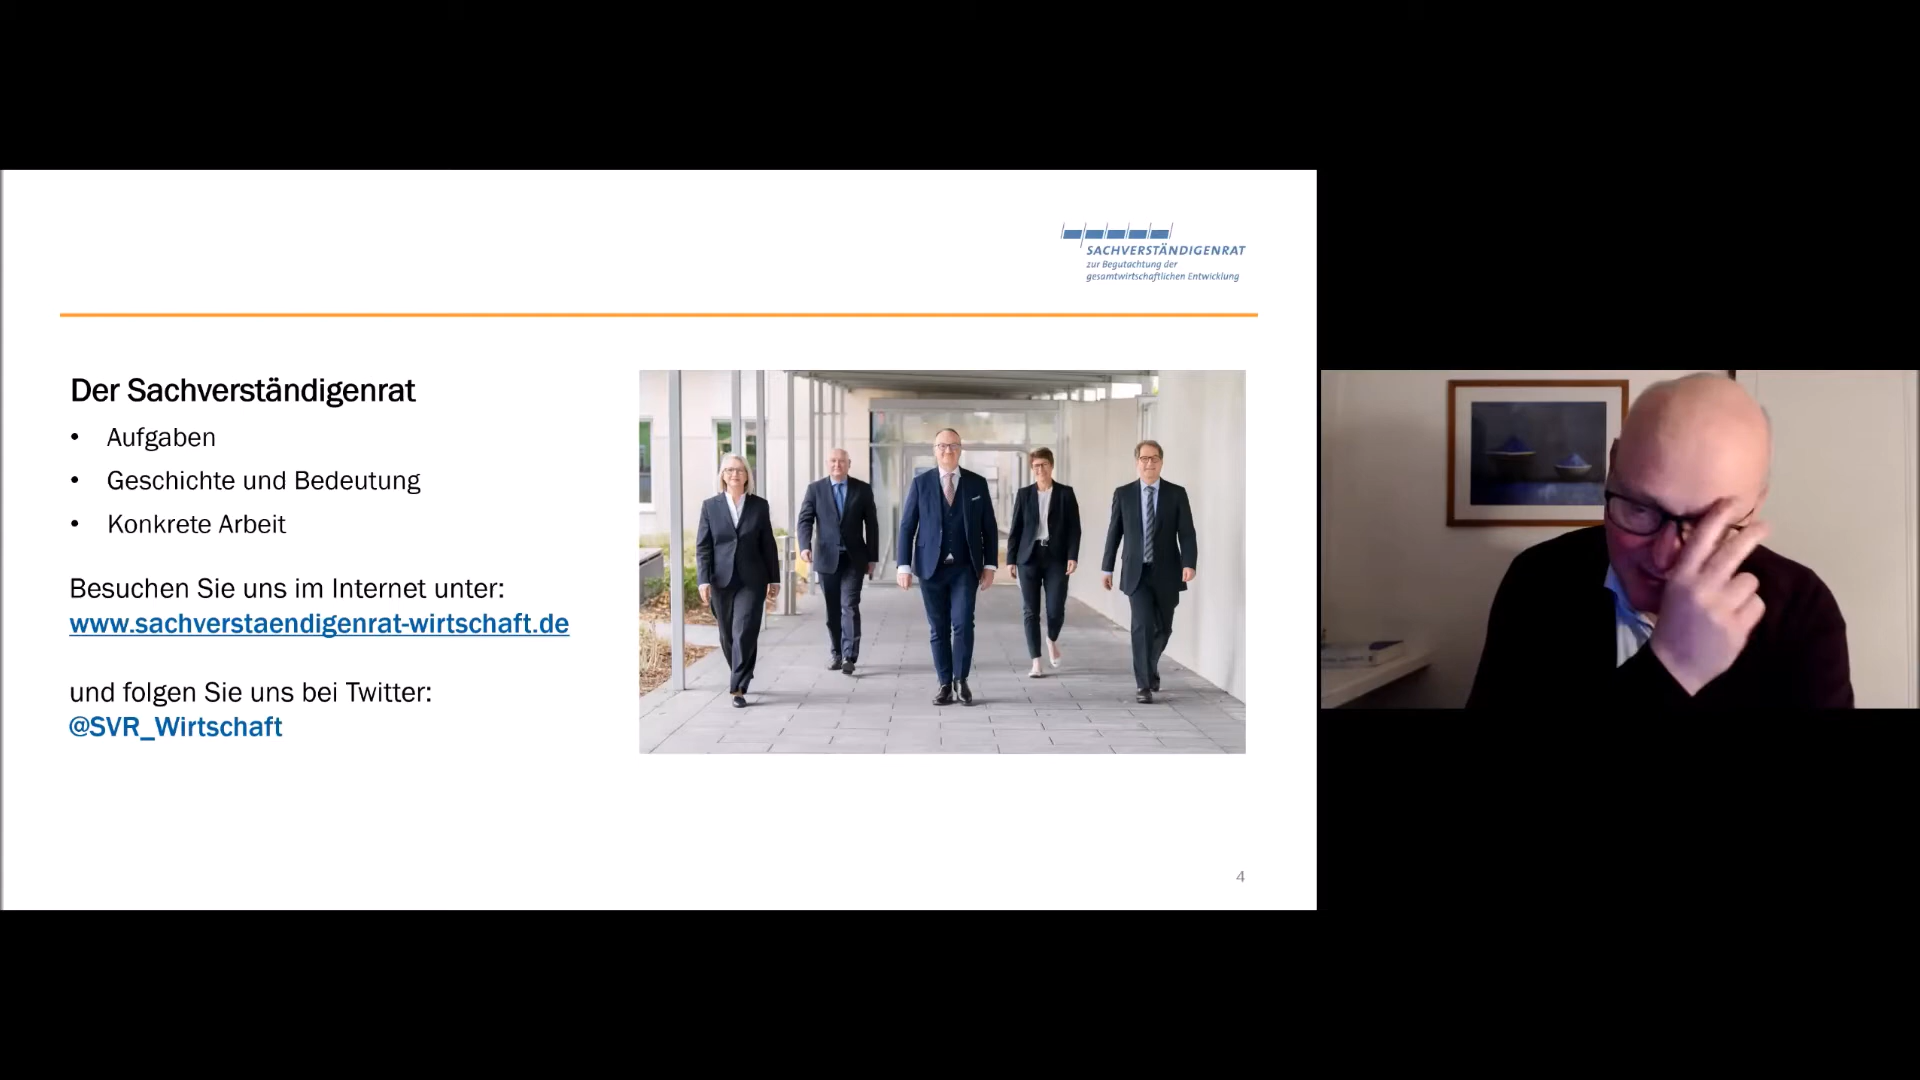 SACHVERSTÄNDIGENRAT
zur Begutachtung der
gesamtwirtschaftlichen Entwicklung
Der Sachverständigenrat
• Aufgaben
• Geschichte und Bedeutung
• Konkrete Arbeit
Besuchen Sie uns im Internet unter:
www.sachverstaendigenrat-wirtschaft.de
und folgen Sie uns bei Twitter:
@SVR_Wirtschaft
4